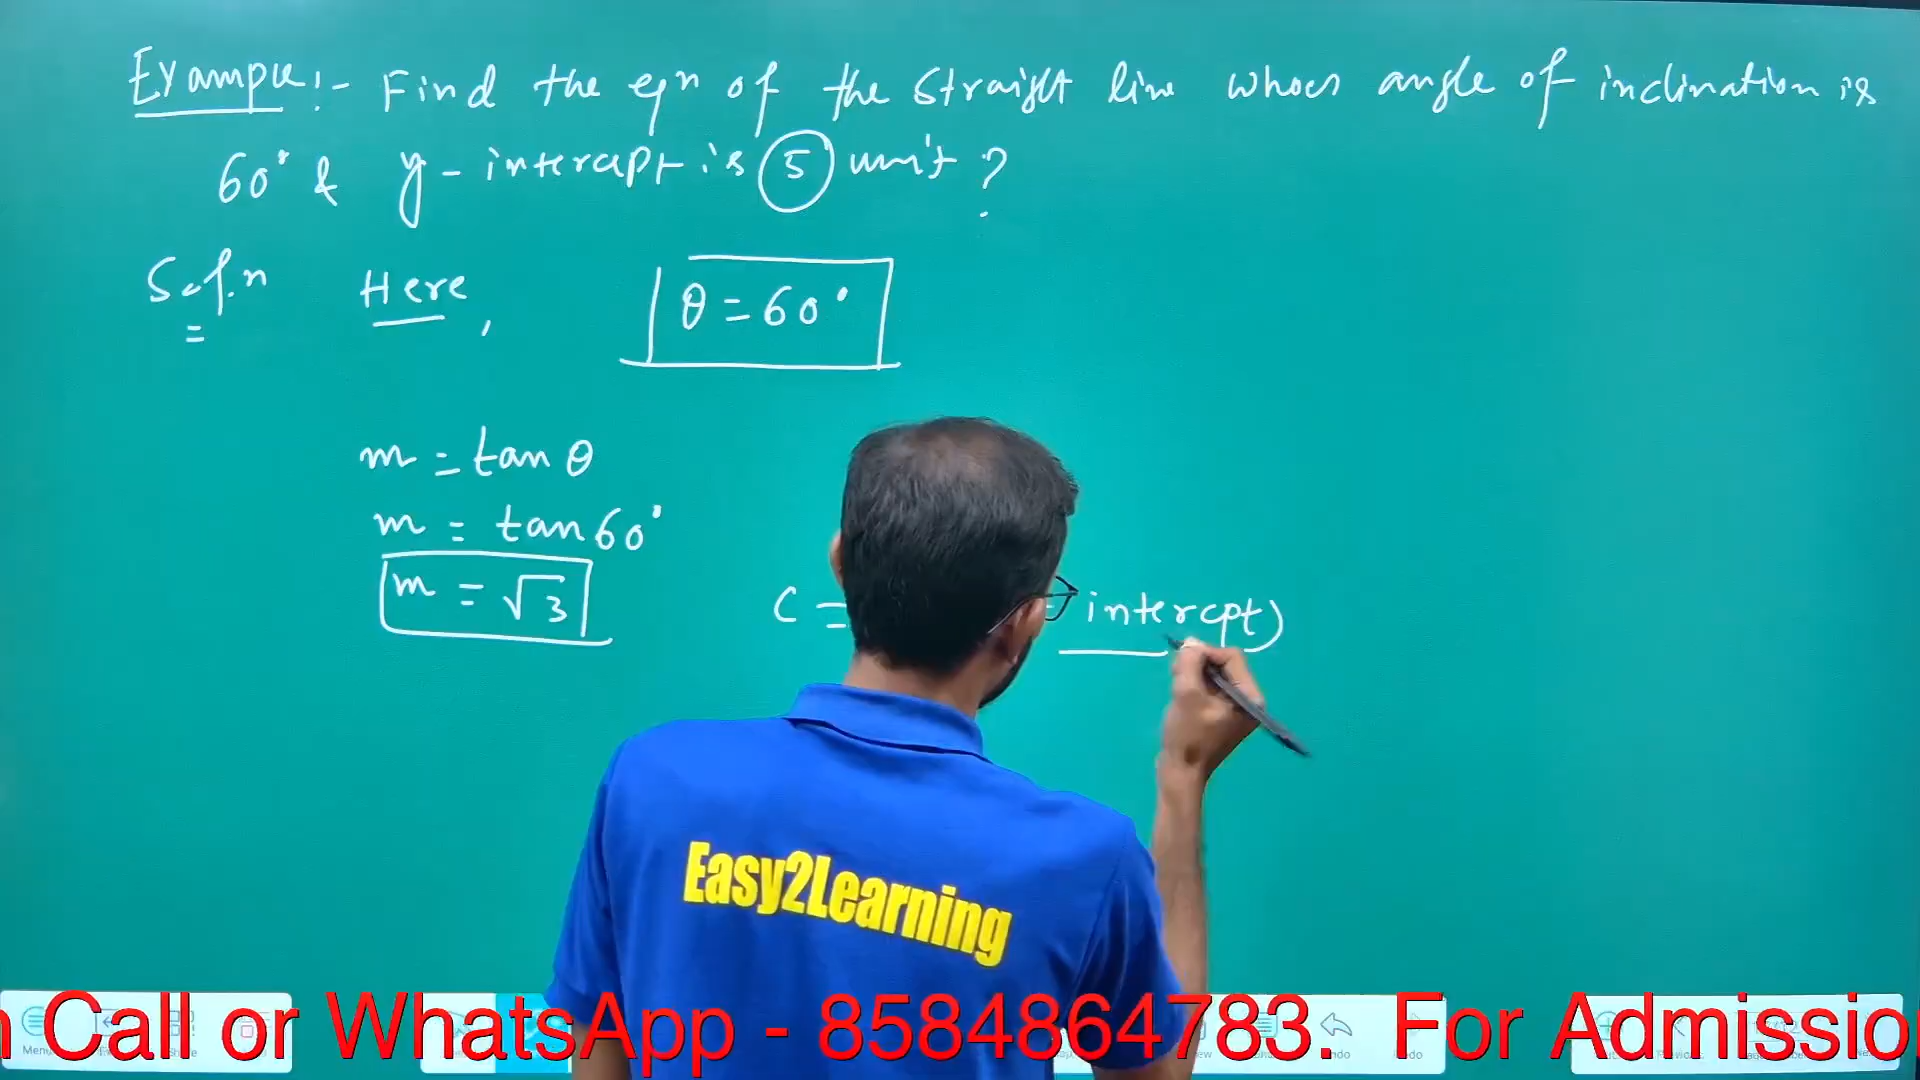 Example :- Find the eqn of the straight line whoes angle of inclination is
60° & y - intercept is 5 unit ?
Soln Here, θ = 60°
m = tan θ
m = tan 60°
m = √3
C = intercpt)
Easy2Learning
Call or WhatsApp - 8584864783. For Admissio